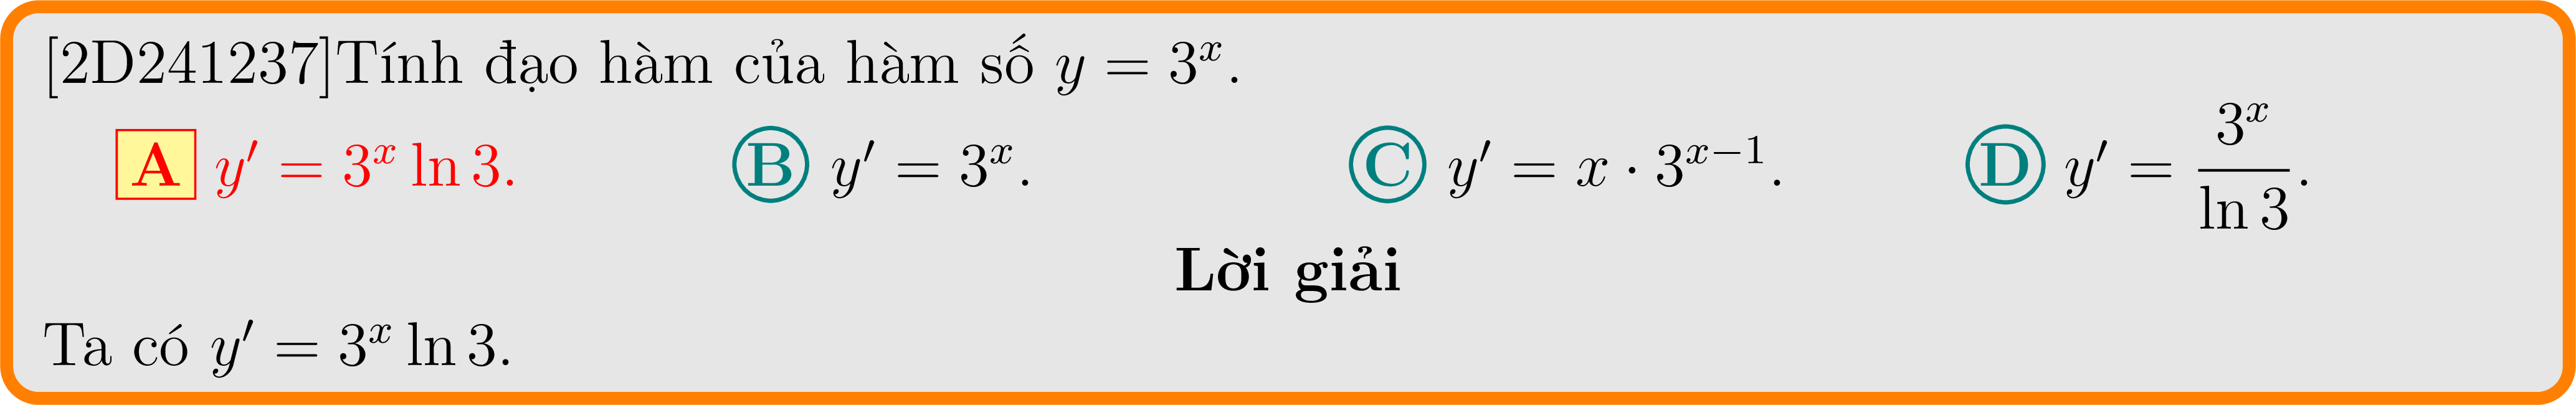 [2D241237]Tính đạo hàm của hàm số y = 3^x.
A y′ = 3^x ln 3. B y′ = 3^x. C y′ = x · 3^{x−1}. D y′ = \frac{3^x}{ln 3}.
Lời giải
Ta có y′ = 3^x ln 3.